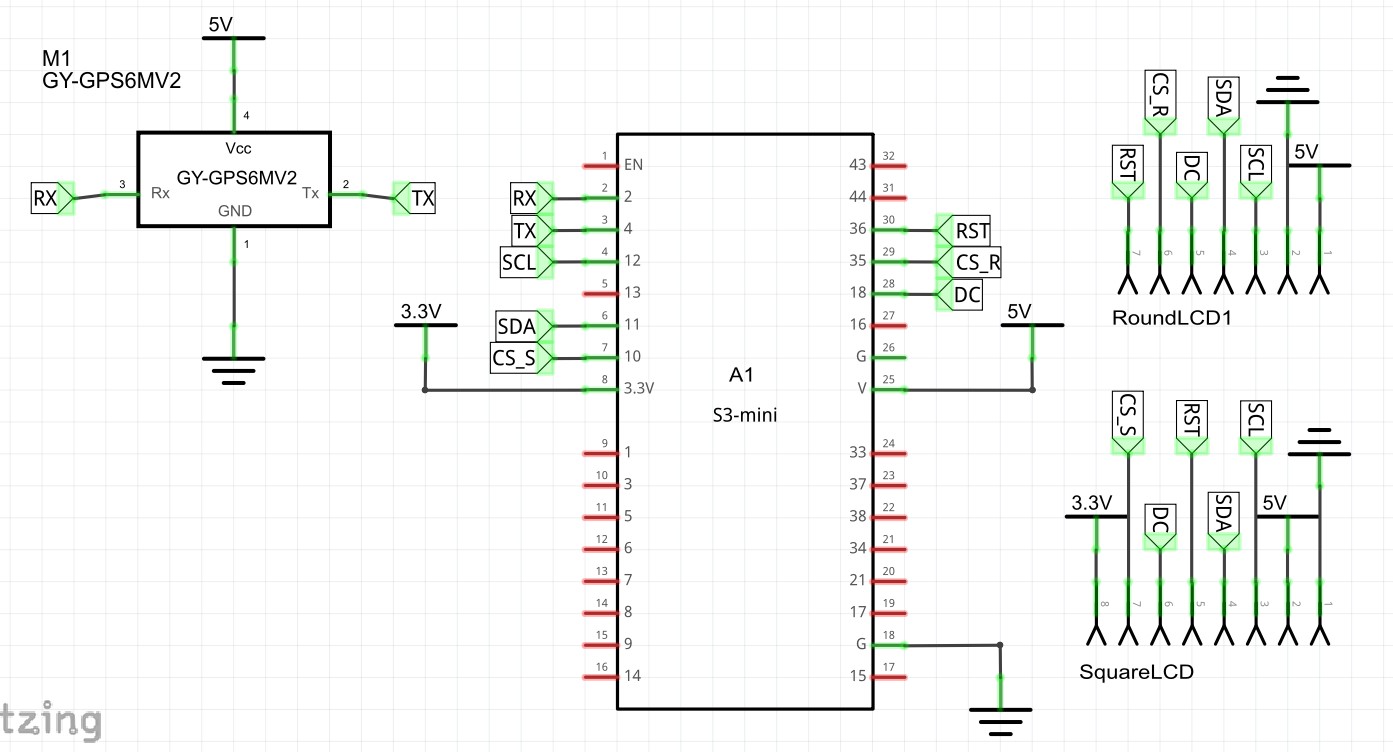 5V
M1
GY-GPS6MV2
4
Vcc
GY-GPS6MV2
RX
3
Rx
Tx
2
TX
GND
1
1
EN
RX
2
2
TX
3
4
SCL
4
12
5
13
SDA
6
11
CS_S
7
10
3.3V
8
3.3V
9
1
10
3
11
5
12
6
13
7
14
8
15
9
16
14
A1
S3-mini
43
32
44
31
36
30
RST
35
29
CS_R
18
28
DC
16
27
G
26
V
25
5V
33
24
37
23
38
22
34
21
21
20
17
19
G
18
15
17
CS_R
SDA
RST
DC
SCL
5V
7
6
5
4
3
2
1
RoundLCD1
CS_S
RST
SCL
3.3V
DC
SDA
5V
8
7
6
5
4
3
2
1
SquareLCD
tzing